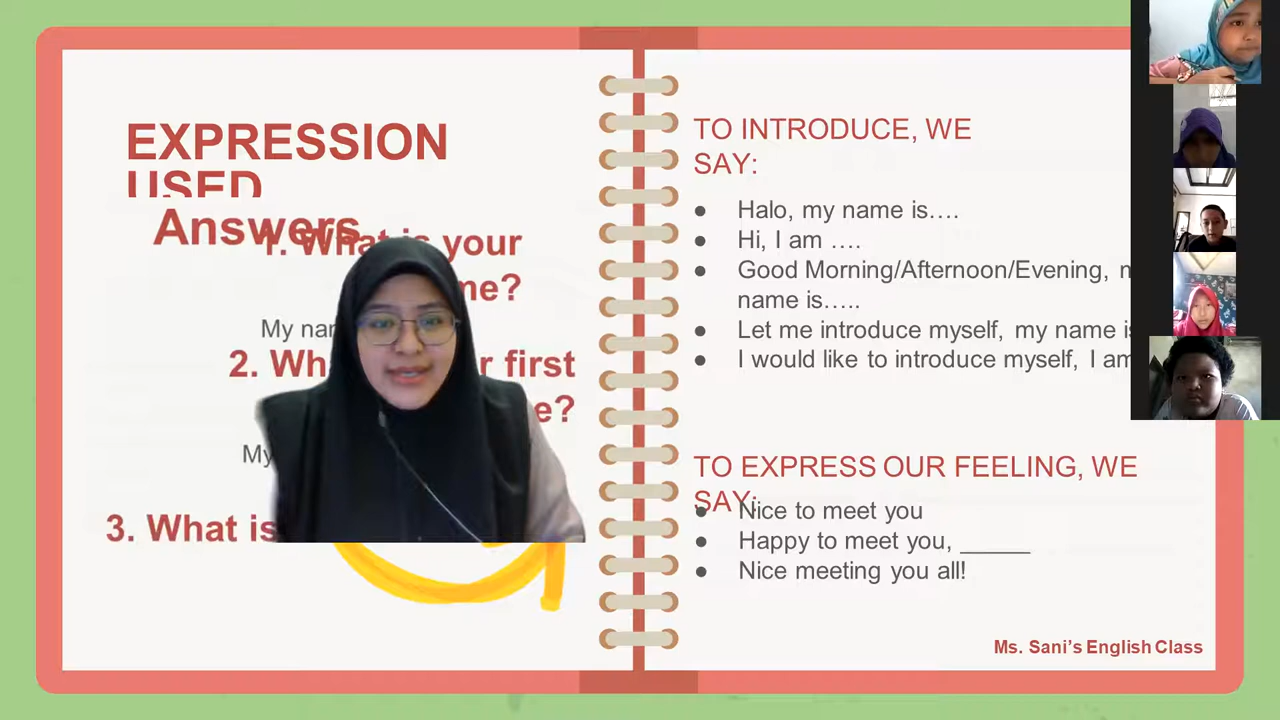 EXPRESSION
USED
Answers
1. What is your
me?
My nar
2. Wh r first
e?
My
3. What is
TO INTRODUCE, WE
SAY:
● Halo, my name is….
● Hi, I am ….
● Good Morning/Afternoon/Evening,
name is…..
● Let me introduce myself, my name is
● I would like to introduce myself, I am
TO EXPRESS OUR FEELING, WE
SAY:
● Nice to meet you
● Happy to meet you, _____
● Nice meeting you all!
Ms. Sani's English Class